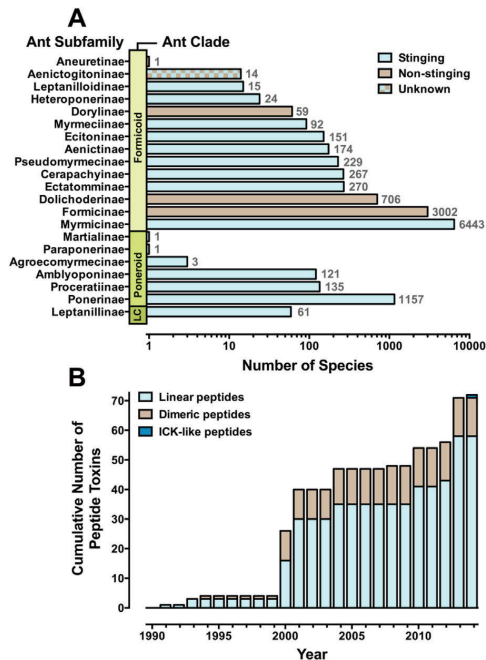 A
Ant Subfamily Ant Clade
Aneuretinae 1
Aenictogitoninae 14
Leptanilloidinae 15
Heteroponerinae 24
Dorylinae 59
Myrmeciinae 92
Ecitoninae 151
Aenictinae 174
Pseudomyrmecinae 229
Cerapachyinae 267
Ectatomminae 270
Dolichoderinae 706
Formicinae 3002
Myrmicinae 6443
Martialinae 1
Paraponerinae 1
Agroecomyrmecinae 3
Amblyoponinae 121
Proceratiinae 135
Ponerinae 1157
Leptanillinae 61
Formicoid
Poneroid
LC
Stinging
Non-stinging
Unknown
1 10 100 1000 10000
Number of Species
B
Linear peptides
Dimeric peptides
ICK-like peptides
Cumulative Number of
Peptide Toxins
70
60
50
40
30
20
10
0
1990 1995 2000 2005 2010
Year